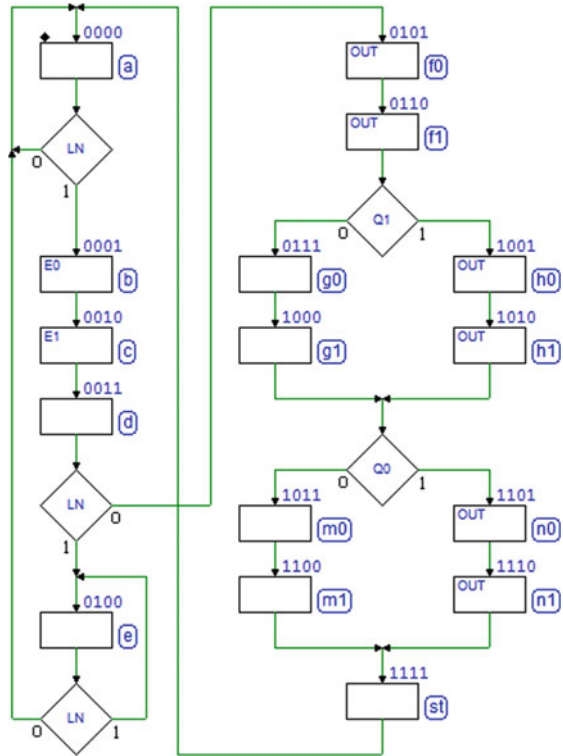 0000
a
LN
0
1
0001
E0
b
0010
E1
c
0011
d
LN
0
1
0100
e
LN
0
1
0101
OUT
f0
0110
OUT
f1
Q1
0
1
0111
g0
1000
g1
1001
OUT
h0
1010
OUT
h1
Q0
0
1
1011
m0
1100
m1
1101
OUT
n0
1110
OUT
n1
1111
st